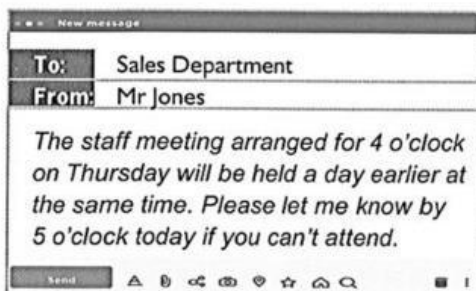 New message
To: Sales Department
From: Mr Jones
The staff meeting arranged for 4 o'clock
on Thursday will be held a day earlier at
the same time. Please let me know by
5 o'clock today if you can't attend.
Send